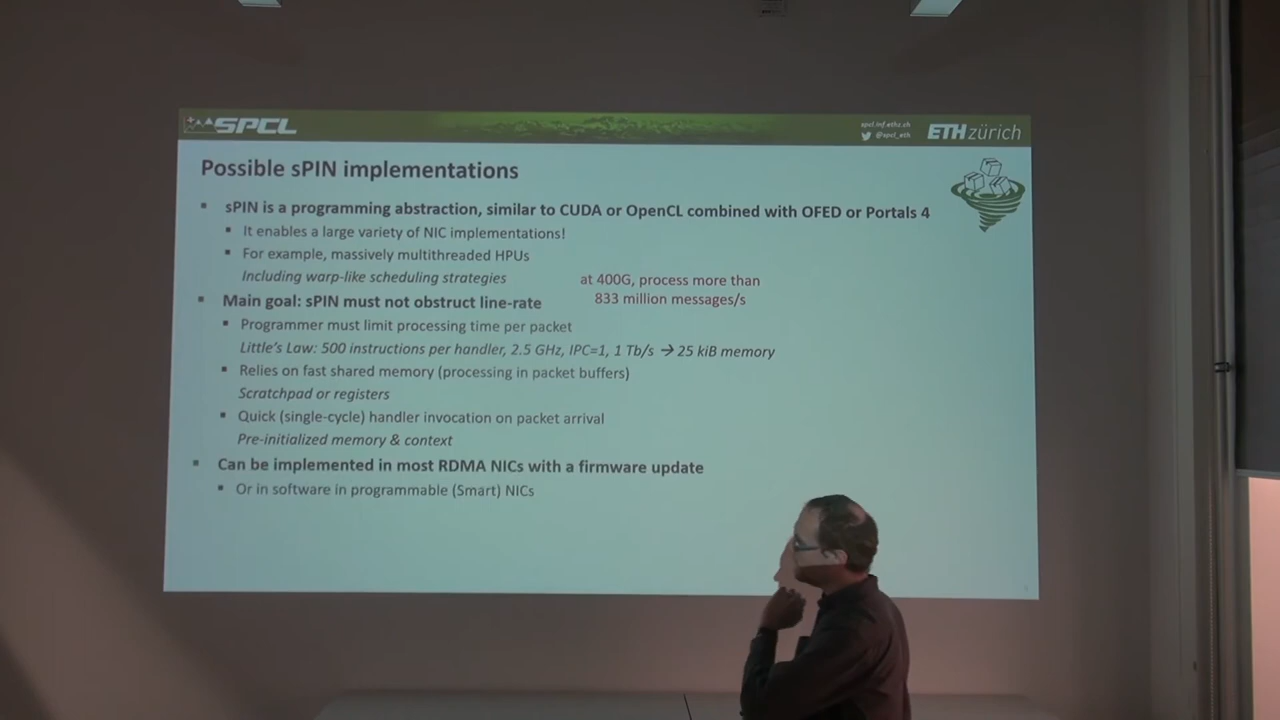 SPCL
spcl.inf.ethz.ch
@spcl_eth
ETH zürich
Possible sPIN implementations
sPIN is a programming abstraction, similar to CUDA or OpenCL combined with OFED or Portals 4
It enables a large variety of NIC implementations!
For example, massively multithreaded HPUs
Including warp-like scheduling strategies
at 400G, process more than
833 million messages/s
Main goal: sPIN must not obstruct line-rate
Programmer must limit processing time per packet
Little's Law: 500 instructions per handler, 2.5 GHz, IPC=1, 1 Tb/s → 25 kiB memory
Relies on fast shared memory (processing in packet buffers)
Scratchpad or registers
Quick (single-cycle) handler invocation on packet arrival
Pre-initialized memory & context
Can be implemented in most RDMA NICs with a firmware update
Or in software in programmable (Smart) NICs